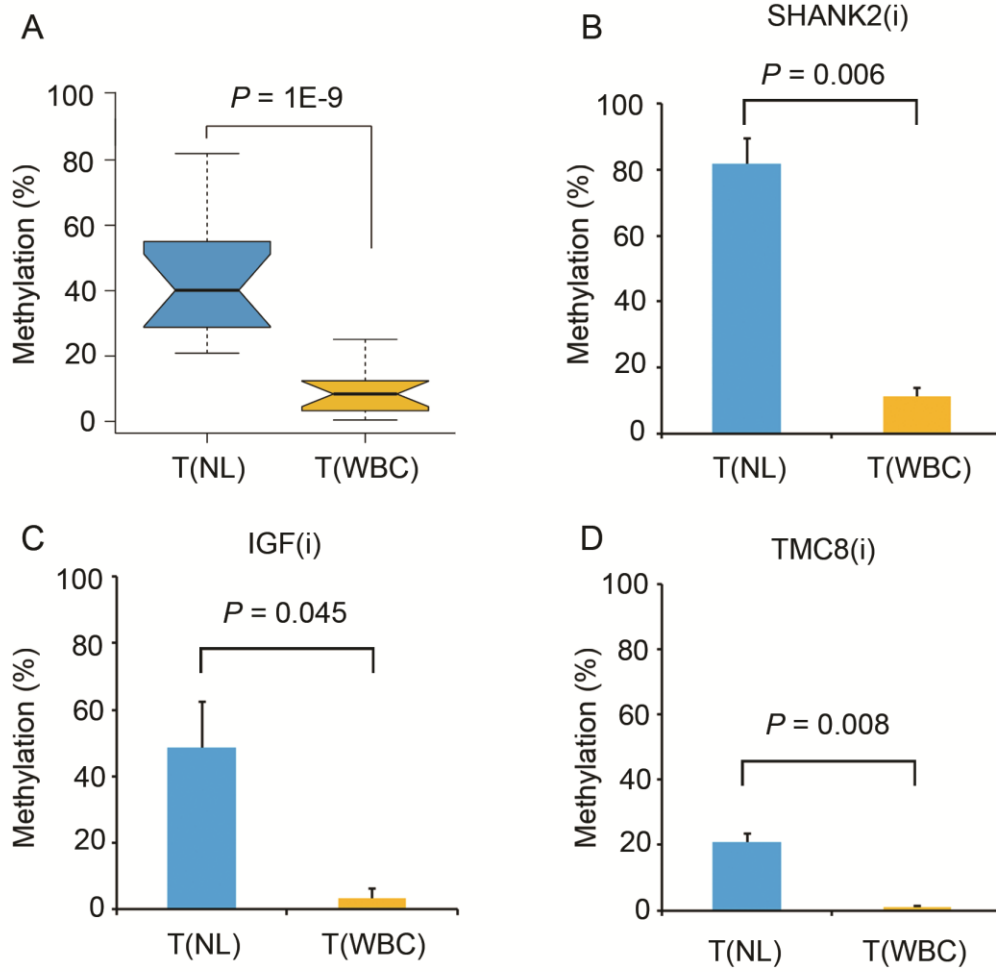 A
P = 1E-9
Methylation (%)
100
80
60
40
20
0
T(NL)
T(WBC)
B
SHANK2(i)
P = 0.006
Methylation (%)
100
80
60
40
20
0
T(NL)
T(WBC)
C
IGF(i)
P = 0.045
Methylation (%)
100
80
60
40
20
0
T(NL)
T(WBC)
D
TMC8(i)
P = 0.008
Methylation (%)
100
80
60
40
20
0
T(NL)
T(WBC)